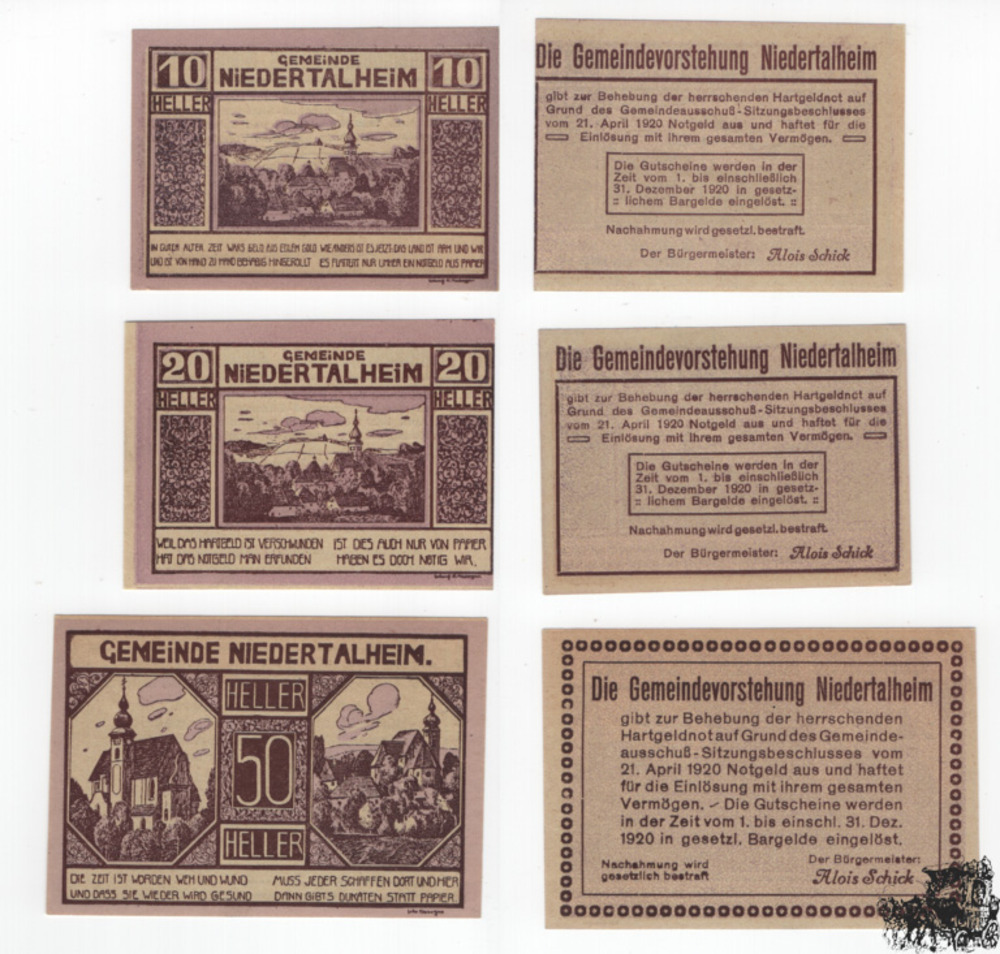 10
GEMEINDE
NIEDERTALHEIM
10
HELLER
HELLER
IN GUTER ALTER ZEIT WARS GELD AUS EDLEM GOLD WIE ANDERS IST ES JETZT: DAS LAND IST ARM UND WIR
UND IST VON HAND ZU HAND BEHÄBIG HINGEROLLT ES FLATTERT NUR UMHER EIN NOTGELD AUS PAPIER
Die Gemeindevorstehung Niedertalheim
gibt zur Behebung der herrschenden Hartgeldnot auf
Grund des Gemeindeausschuß-Sitzungsbeschlusses
vom 21. April 1920 Notgeld aus und haftet für die
Einlösung mit ihrem gesamten Vermögen.
Die Gutscheine werden in der
Zeit vom 1. bis einschließlich
31. Dezember 1920 in gesetz-
:: lichem Bargelde eingelöst. ::
Nachahmung wird gesetzl. bestraft.
Der Bürgermeister: Alois Schick
20
GEMEINDE
NIEDERTALHEIM
20
HELLER
HELLER
WEIL DAS HARTGELD IST VERSCHWUNDEN IST DIES AUCH NUR VON PAPIER
HAT DAS NOTGELD MAN ERFUNDEN HABEN ES DOCH NÖTIG WIR.
Die Gemeindevorstehung Niedertalheim
gibt zur Behebung der herrschenden Hartgeldnot auf
Grund des Gemeindeausschuß-Sitzungsbeschlusses
vom 21. April 1920 Notgeld aus und haftet für die
Einlösung mit ihrem gesamten Vermögen.
Die Gutscheine werden in der
Zeit vom 1. bis einschließlich
31. Dezember 1920 in gesetz-
:: lichem Bargelde eingelöst. ::
Nachahmung wird gesetzl. bestraft.
Der Bürgermeister: Alois Schick
GEMEINDE NIEDERTALHEIM.
HELLER
50
HELLER
DIE ZEIT IST WORDEN WEH UND WUND MUSS JEDER SCHAFFEN DORT UND HIER
UND DASS SIE WIEDER WIRD GESUND DANN GIBTS DUKATEN STATT PAPIER.
Die Gemeindevorstehung Niedertalheim
gibt zur Behebung der herrschenden
Hartgeldnot auf Grund des Gemeinde-
ausschuß-Sitzungsbeschlusses vom
21. April 1920 Notgeld aus und haftet
für die Einlösung mit ihrem gesamten
Vermögen. – Die Gutscheine werden
in der Zeit vom 1. bis einschl. 31. Dez.
1920 in gesetzl. Bargelde eingelöst.
Nachahmung wird
gesetzlich bestraft
Der Bürgermeister:
Alois Schick